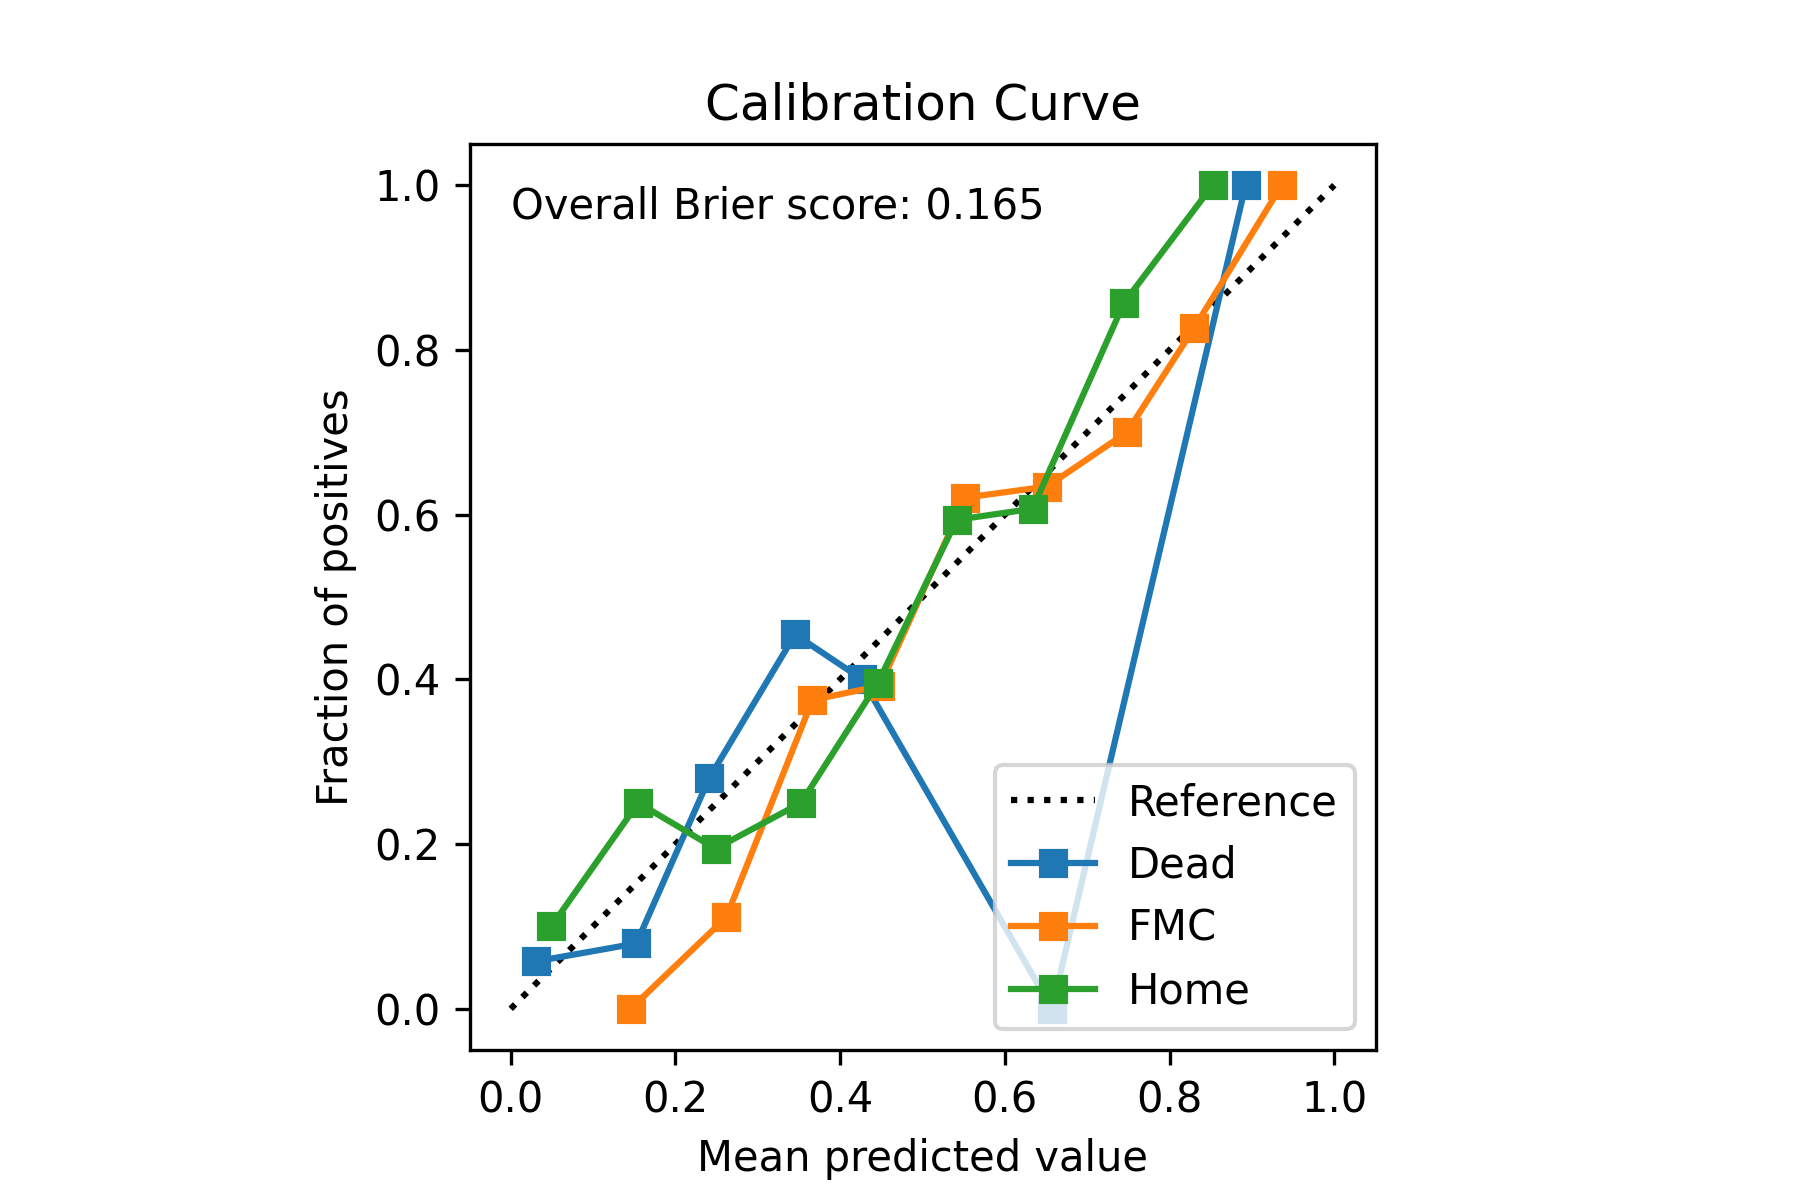 Calibration Curve
Overall Brier score: 0.165
1.0
0.8
0.6
0.4
0.2
0.0
Fraction of positives
Reference
Dead
FMC
Home
0.0 0.2 0.4 0.6 0.8 1.0
Mean predicted value